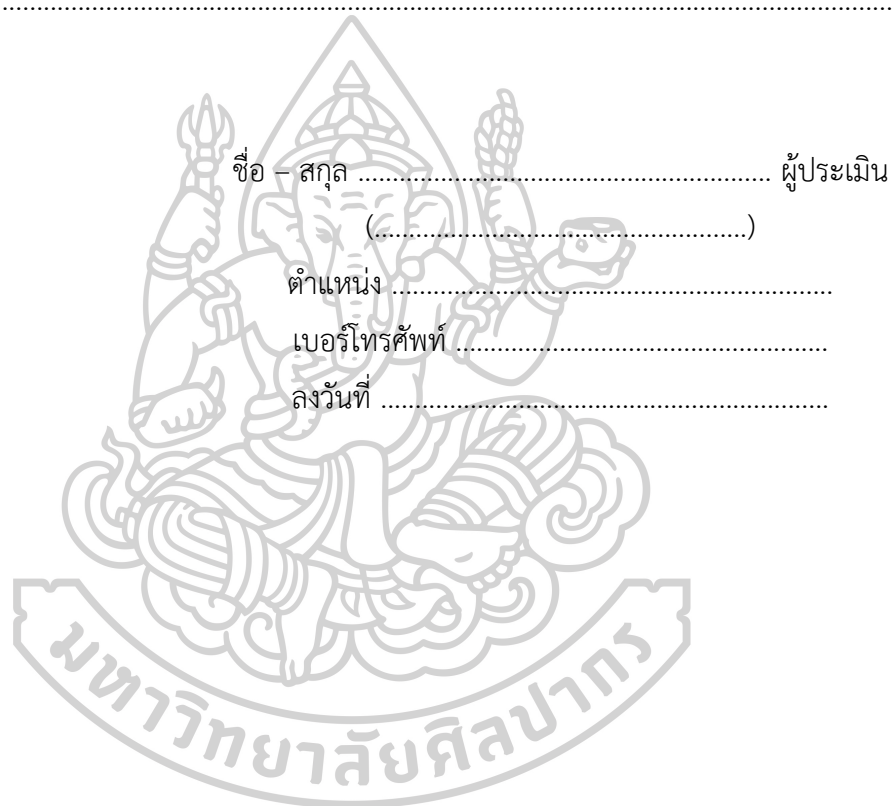 ........................................................................................................................................
ชื่อ – สกุล ............................................................ ผู้ประเมิน
(......................................................)
ตำแหน่ง ................................................................
เบอร์โทรศัพท์ ......................................................
ลงวันที่ .................................................................
มหาวิทยาลัยศิลปากร